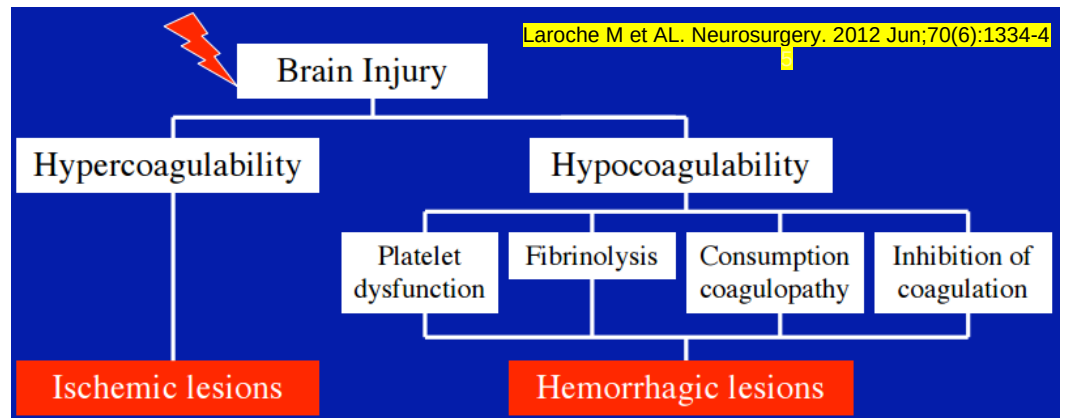 Laroche M et AL. Neurosurgery. 2012 Jun;70(6):1334-4
Brain Injury
Hypercoagulability
Hypocoagulability
Platelet
dysfunction
Fibrinolysis
Consumption
coagulopathy
Inhibition of
coagulation
Ischemic lesions
Hemorrhagic lesions